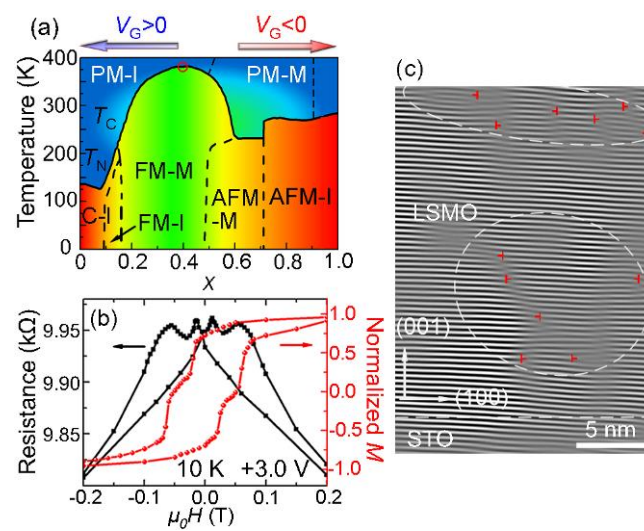 (a) V_G>0 V_G<0
Temperature (K)
400
300
200
100
0
PM-I PM-M
T_C
T_N
FM-M
C-I
FM-I
AFM
-M
AFM-I
0.0 0.2 0.4 0.6 0.8 1.0
X
(b)
Resistance (kΩ)
9.95
9.90
9.85
1.0
0.5
0.0
-0.5
-1.0
Normalized M
10 K +3.0 V
-0.2 -0.1 0.0 0.1 0.2
μ₀H (T)
(c)
LSMO
(001)
(100)
STO
5 nm